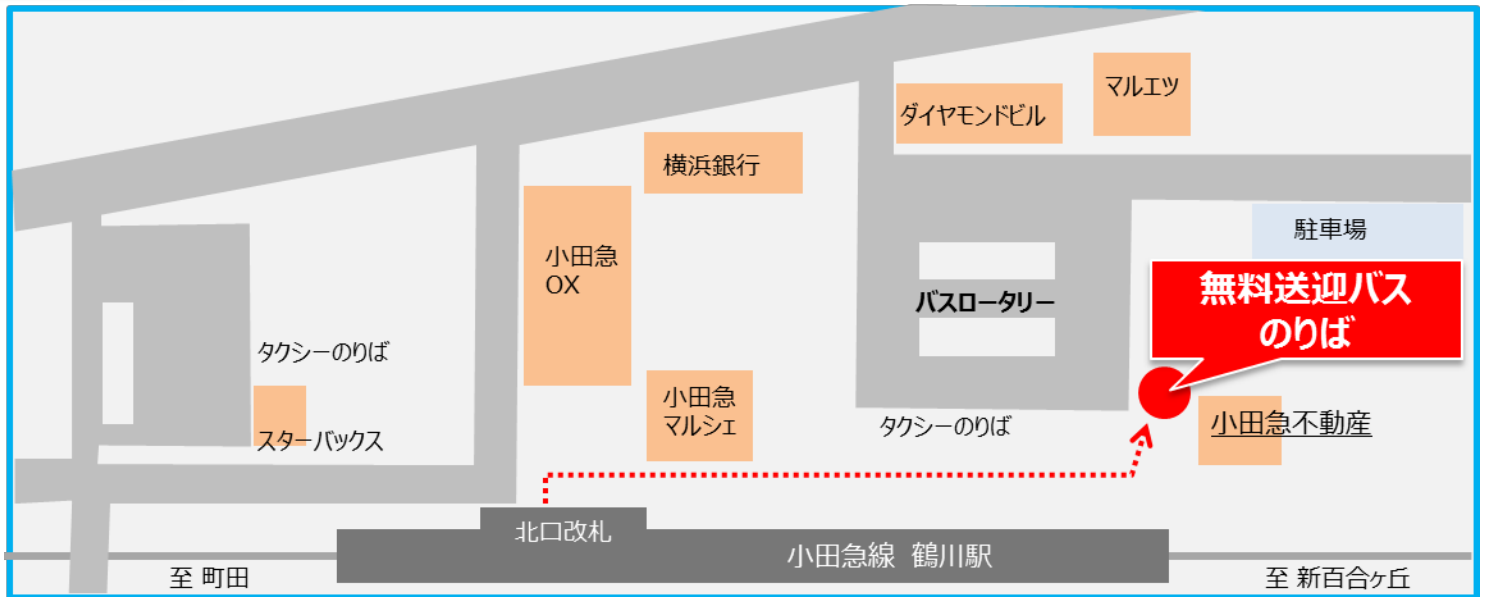 マルエツ
ダイヤモンドビル
横浜銀行
駐車場
小田急
OX
無料送迎バス
のりば
バスロータリー
タクシーのりば
小田急
マルシェ
タクシーのりば
小田急不動産
スターバックス
北口改札
小田急線 鶴川駅
至 町田
至 新百合ヶ丘